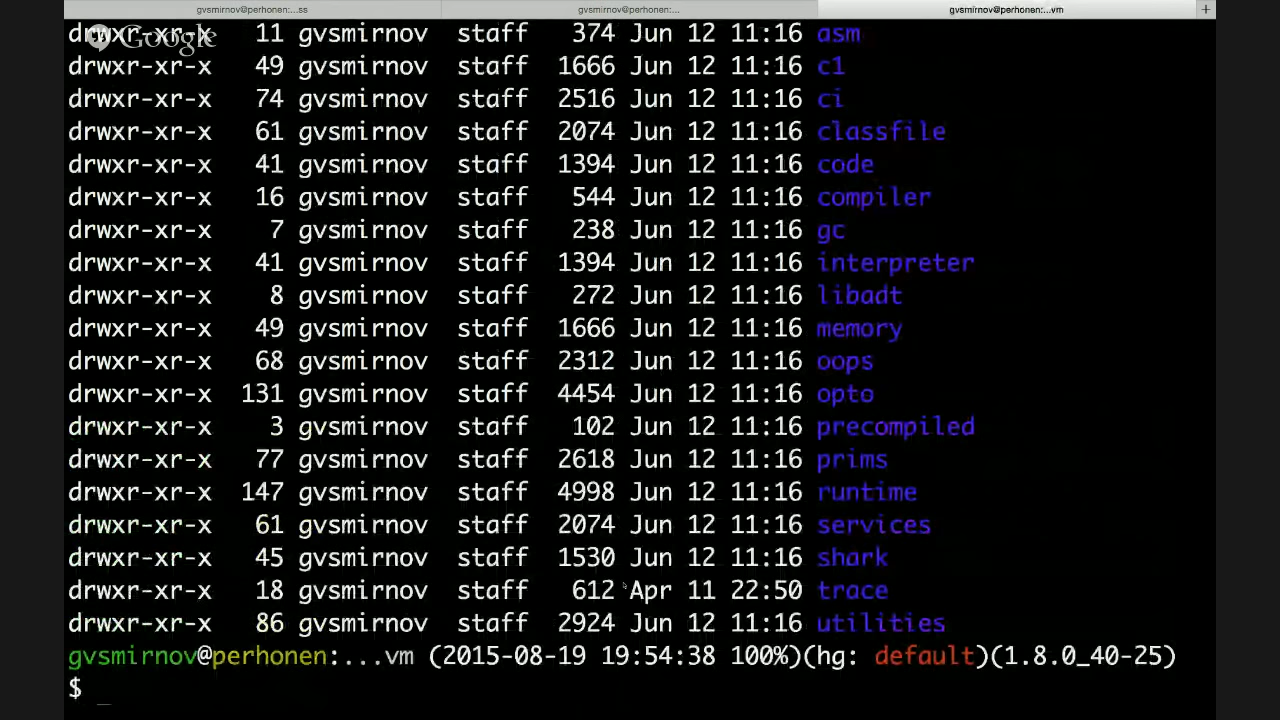 gvsmirnov@perhonen:...ss gvsmirnov@perhonen:... gvsmirnov@perhonen:...vm +
Google
drwxr-xr-x 11 gvsmirnov staff 374 Jun 12 11:16 asm
drwxr-xr-x 49 gvsmirnov staff 1666 Jun 12 11:16 c1
drwxr-xr-x 74 gvsmirnov staff 2516 Jun 12 11:16 ci
drwxr-xr-x 61 gvsmirnov staff 2074 Jun 12 11:16 classfile
drwxr-xr-x 41 gvsmirnov staff 1394 Jun 12 11:16 code
drwxr-xr-x 16 gvsmirnov staff 544 Jun 12 11:16 compiler
drwxr-xr-x 7 gvsmirnov staff 238 Jun 12 11:16 gc
drwxr-xr-x 41 gvsmirnov staff 1394 Jun 12 11:16 interpreter
drwxr-xr-x 8 gvsmirnov staff 272 Jun 12 11:16 libadt
drwxr-xr-x 49 gvsmirnov staff 1666 Jun 12 11:16 memory
drwxr-xr-x 68 gvsmirnov staff 2312 Jun 12 11:16 oops
drwxr-xr-x 131 gvsmirnov staff 4454 Jun 12 11:16 opto
drwxr-xr-x 3 gvsmirnov staff 102 Jun 12 11:16 precompiled
drwxr-xr-x 77 gvsmirnov staff 2618 Jun 12 11:16 prims
drwxr-xr-x 147 gvsmirnov staff 4998 Jun 12 11:16 runtime
drwxr-xr-x 61 gvsmirnov staff 2074 Jun 12 11:16 services
drwxr-xr-x 45 gvsmirnov staff 1530 Jun 12 11:16 shark
drwxr-xr-x 18 gvsmirnov staff 612 Apr 11 22:50 trace
drwxr-xr-x 86 gvsmirnov staff 2924 Jun 12 11:16 utilities
gvsmirnov@perhonen:...vm (2015-08-19 19:54:38 100%)(hg: default)(1.8.0_40-25)
$ _